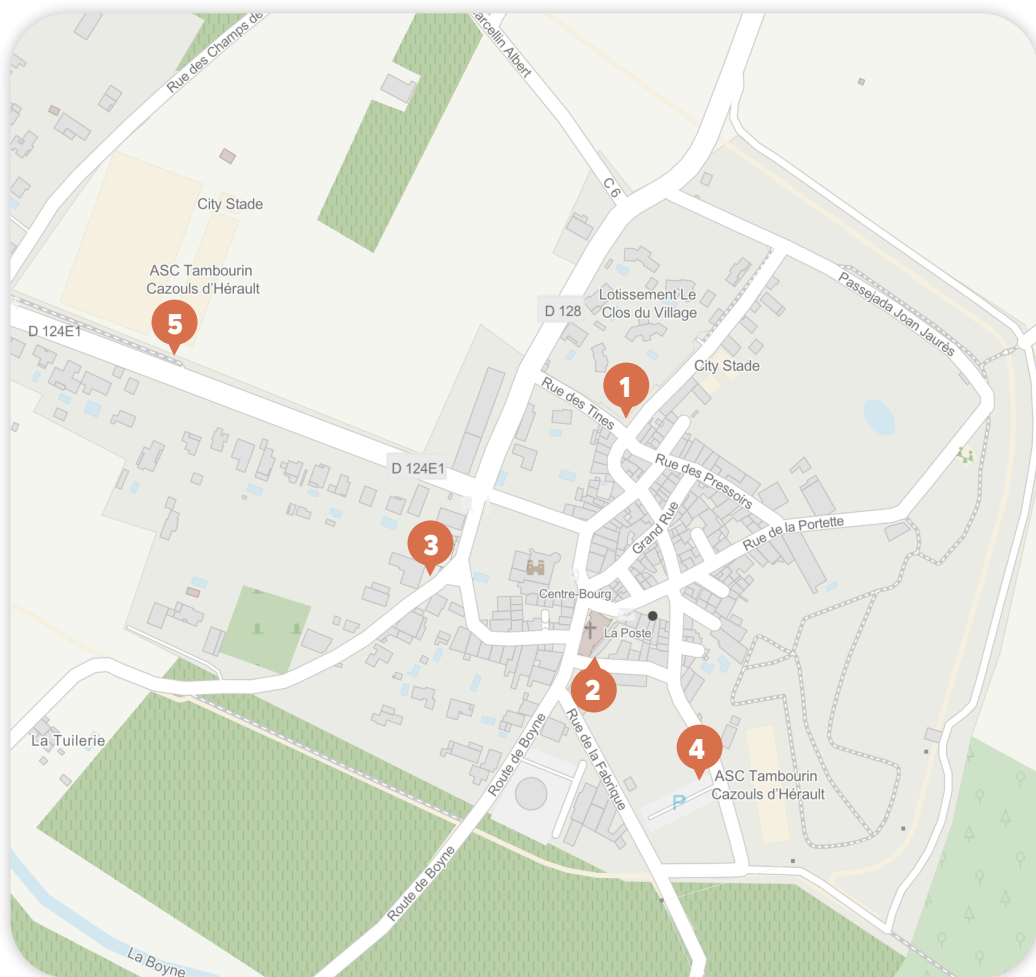 Rue des Champs de
arcellin Albert
C 6
City Stade
ASC Tambourin
Cazouls d'Hérault
5
D 124E1
D 128
Lotissement Le
Clos du Village
Passejada Joan Jaurès
City Stade
1
Rue des Tines
D 124E1
Rue des Pressoirs
Grand Rue
Rue de la Portette
3
Centre-Bourg
La Poste
2
La Tuilerie
Route de Boyne
Rue de la Fabrique
4
ASC Tambourin
Cazouls d'Hérault
P
Route de Boyne
La Boyne